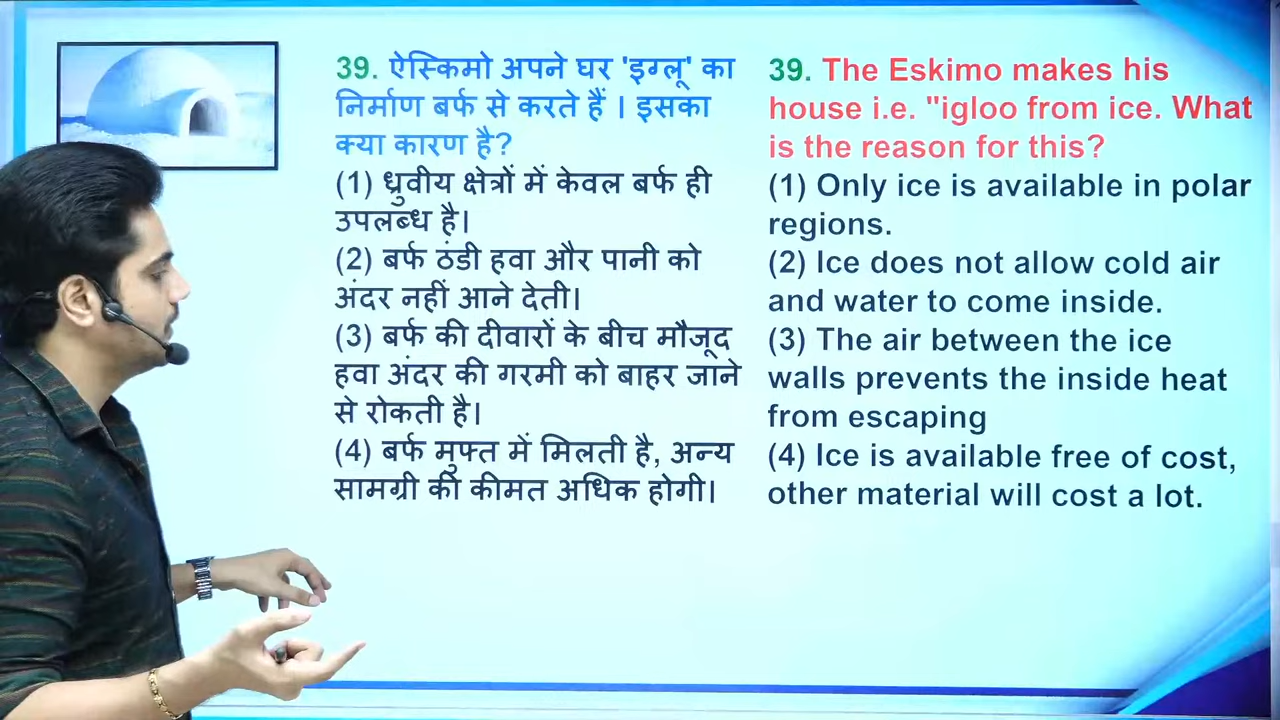 39. ऐस्किमो अपने घर 'इग्लू' का
निर्माण बर्फ से करते हैं । इसका
क्या कारण है?
(1) ध्रुवीय क्षेत्रों में केवल बर्फ ही
उपलब्ध है।
(2) बर्फ ठंडी हवा और पानी को
अंदर नहीं आने देती।
(3) बर्फ की दीवारों के बीच मौजूद
हवा अंदर की गरमी को बाहर जाने
से रोकती है।
(4) बर्फ मुफ्त में मिलती है, अन्य
सामग्री की कीमत अधिक होगी।
39. The Eskimo makes his
house i.e. "igloo from ice. What
is the reason for this?
(1) Only ice is available in polar
regions.
(2) Ice does not allow cold air
and water to come inside.
(3) The air between the ice
walls prevents the inside heat
from escaping
(4) Ice is available free of cost,
other material will cost a lot.